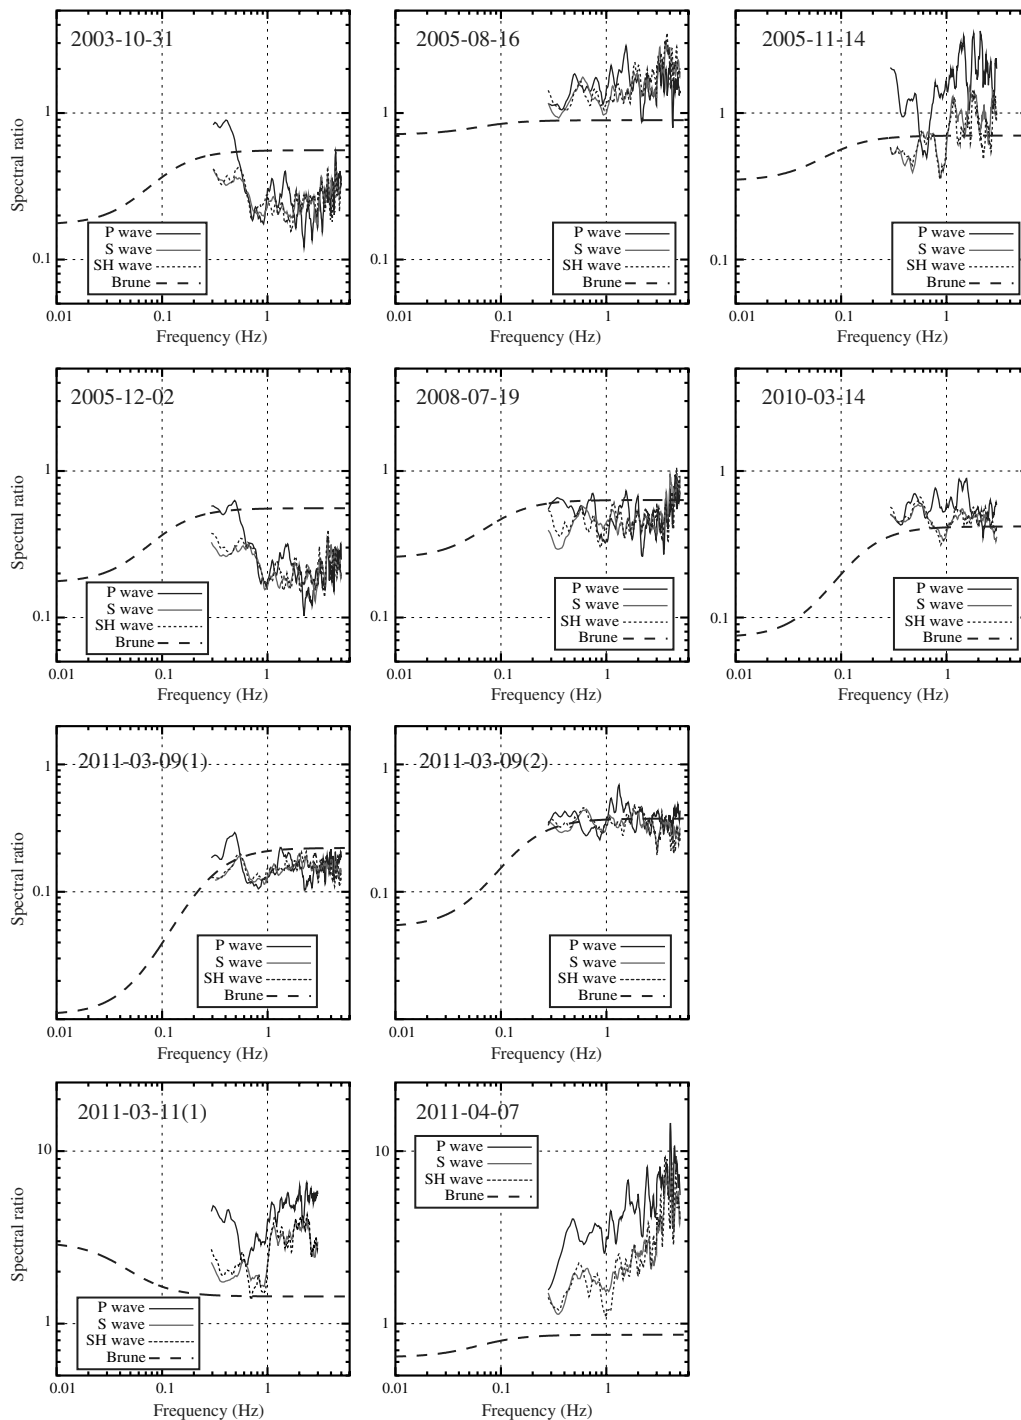 2003-10-31
1
0.1
Spectral ratio
P wave
S wave
SH wave
Brune
0.01
0.1
1
Frequency (Hz)
2005-08-16
1
0.1
P wave
S wave
SH wave
Brune
0.01
0.1
1
Frequency (Hz)
2005-11-14
1
0.1
P wave
S wave
SH wave
Brune
0.01
0.1
1
Frequency (Hz)
2005-12-02
1
0.1
Spectral ratio
P wave
S wave
SH wave
Brune
0.01
0.1
1
Frequency (Hz)
2008-07-19
1
0.1
P wave
S wave
SH wave
Brune
0.01
0.1
1
Frequency (Hz)
2010-03-14
1
0.1
P wave
S wave
SH wave
Brune
0.01
0.1
1
Frequency (Hz)
2011-03-09(1)
1
0.1
Spectral ratio
P wave
S wave
SH wave
Brune
0.01
0.1
1
Frequency (Hz)
2011-03-09(2)
1
0.1
P wave
S wave
SH wave
Brune
0.01
0.1
1
Frequency (Hz)
2011-03-11(1)
10
1
Spectral ratio
P wave
S wave
SH wave
Brune
0.01
0.1
1
Frequency (Hz)
2011-04-07
10
1
P wave
S wave
SH wave
Brune
0.01
0.1
1
Frequency (Hz)